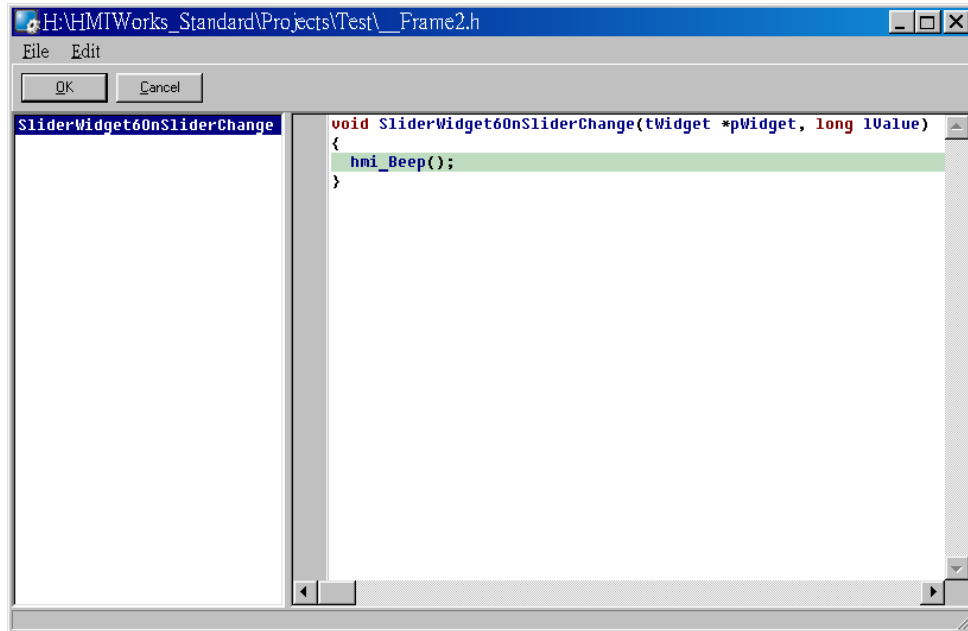 H:\HMIWorks_Standard\Projects\Test\__Frame2.h
File Edit
OK Cancel
SliderWidget6OnSliderChange
void SliderWidget6OnSliderChange(tWidget *pWidget, long lValue)
{
hmi_Beep();
}